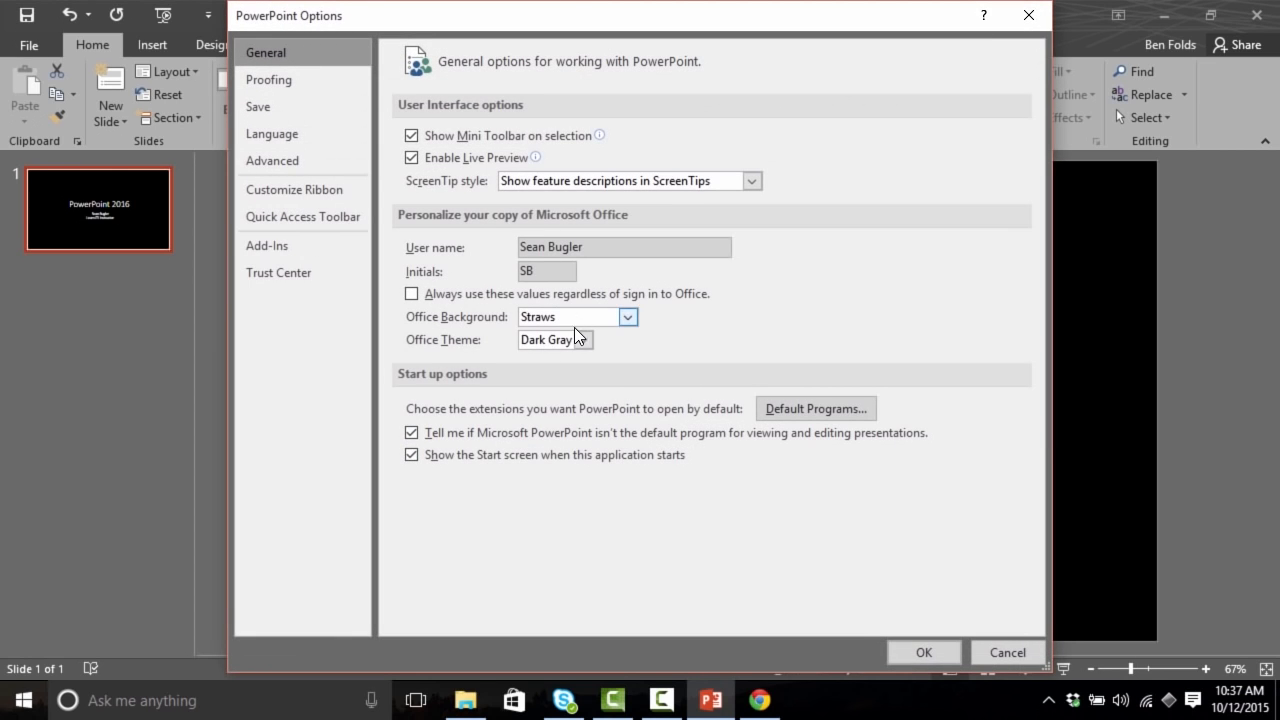 PowerPoint Options
?
File
Home
Insert
Desig
Ben Folds
Share
Paste
New
Slide
Layout
Reset
Section
Clipboard
Slides
Find
Replace
Select
Editing
ill
Outline
ffects
1
PowerPoint 2016
General
Proofing
Save
Language
Advanced
Customize Ribbon
Quick Access Toolbar
Add-Ins
Trust Center
General options for working with PowerPoint.
User Interface options
Show Mini Toolbar on selection
Enable Live Preview
ScreenTip style: Show feature descriptions in ScreenTips
Personalize your copy of Microsoft Office
User name: Sean Bugler
Initials: SB
Always use these values regardless of sign in to Office.
Office Background: Straws
Office Theme: Dark Gray
Start up options
Choose the extensions you want PowerPoint to open by default: Default Programs...
Tell me if Microsoft PowerPoint isn't the default program for viewing and editing presentations.
Show the Start screen when this application starts
OK
Cancel
Slide 1 of 1
67%
Ask me anything
10:37 AM
10/12/2015